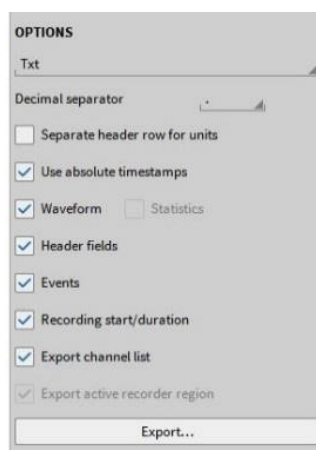 OPTIONS
Txt
Decimal separator .
Separate header row for units
Use absolute timestamps
Waveform Statistics
Header fields
Events
Recording start/duration
Export channel list
Export active recorder region
Export...